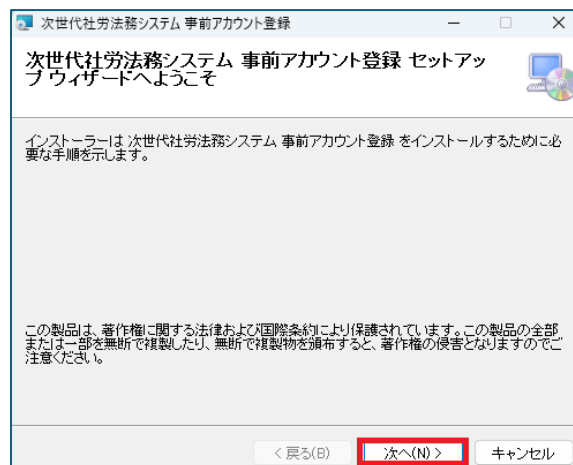 次世代社労法務システム 事前アカウント登録
次世代社労法務システム 事前アカウント登録 セットアッ
プ ウィザードへようこそ
インストーラーは 次世代社労法務システム 事前アカウント登録 をインストールするために必
要な手順を示します。
この製品は、著作権に関する法律および国際条約により保護されています。この製品の全部
または一部を無断で複製したり、無断で複製物を頒布すると、著作権の侵害となりますのでご
注意ください。
< 戻る(B)
次へ(N) >
キャンセル